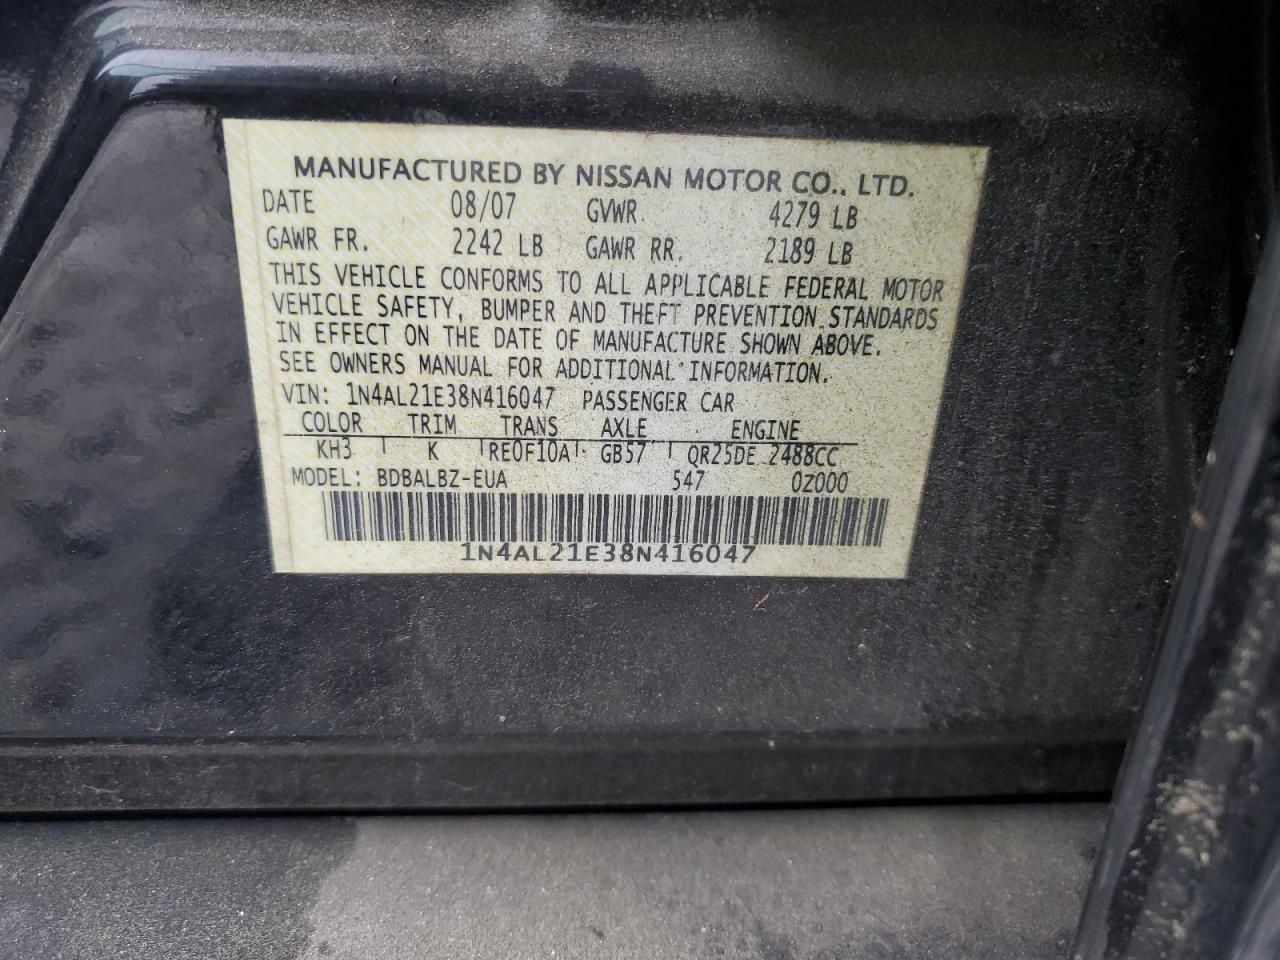 MANUFACTURED BY NISSAN MOTOR CO., LTD.
DATE 08/07 GVWR 4279 LB
GAWR FR. 2242 LB GAWR RR. 2189 LB
THIS VEHICLE CONFORMS TO ALL APPLICABLE FEDERAL MOTOR
VEHICLE SAFETY, BUMPER AND THEFT PREVENTION STANDARDS
IN EFFECT ON THE DATE OF MANUFACTURE SHOWN ABOVE.
SEE OWNERS MANUAL FOR ADDITIONAL INFORMATION.
VIN: 1N4AL21E38N416047 PASSENGER CAR
COLOR TRIM TRANS AXLE ENGINE
KH3 K RE0F10A GB57 QR25DE 2488CC
MODEL: BDBALBZ-EUA 547 0Z000
1N4AL21E38N416047